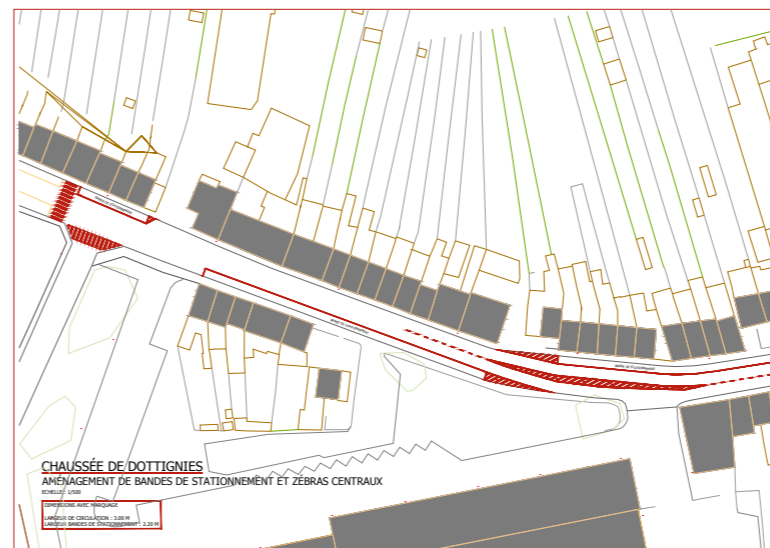 CHAUSSÉE DE DOTTIGNIES
AMÉNAGEMENT DE BANDES DE STATIONNEMENT ET ZÉBRAS CENTRAUX
ECHELLE: 1/500
DIMENSIONS AVEC MARQUAGE
LARGEUR DE CIRCULATION : 3.00 M
LARGEUR BANDES DE STATIONNEMENT : 2.20 M